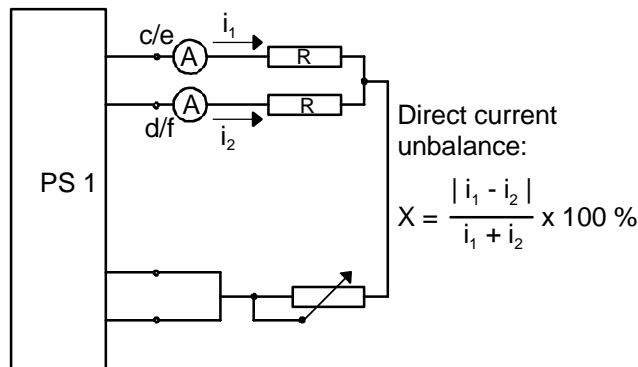 c/e
i₁
A
R
A
R
d/f
i₂
PS 1
Direct current
unbalance:
X = | i₁ - i₂ | / i₁ + i₂ x 100 %